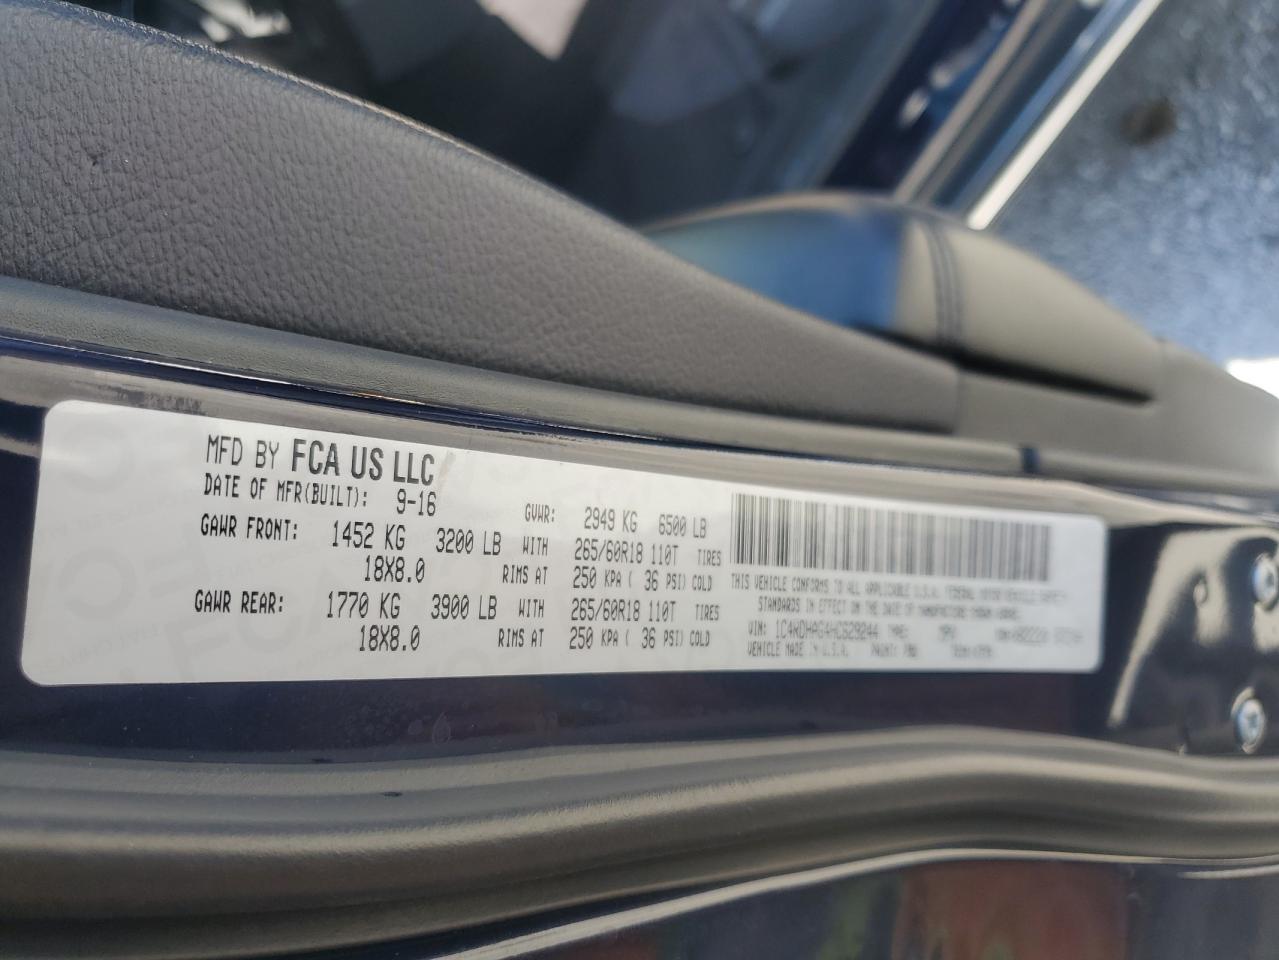 MFD BY FCA US LLC
DATE OF MFR(BUILT): 9-16 GVWR: 2949 KG 6500 LB
GAWR FRONT: 1452 KG 3200 LB WITH 265/60R18 110T TIRES
18X8.0 RIMS AT 250 KPA ( 36 PSI) COLD
GAWR REAR: 1770 KG 3900 LB WITH 265/60R18 110T TIRES
18X8.0 RIMS AT 250 KPA ( 36 PSI) COLD
THIS VEHICLE CONFORMS TO ALL APPLICABLE U.S.A. FEDERAL MOTOR VEHICLE SAFETY
STANDARDS IN EFFECT ON THE DATE OF MANUFACTURE SHOWN ABOVE.
VIN: 1C4RDHAG4HC629244 TYPE: MPV
VEHICLE MADE IN U.S.A. PAINT: